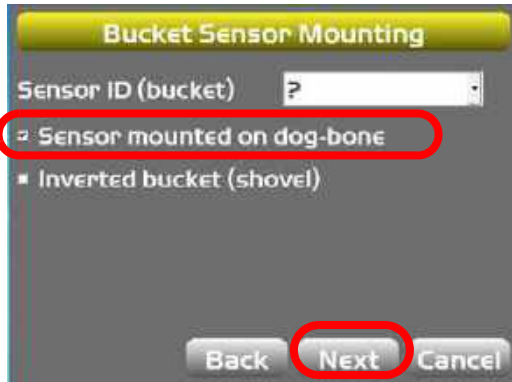 Bucket Sensor Mounting
Sensor ID (bucket) ?
Sensor mounted on dog-bone
Inverted bucket (shovel)
Back Next Cancel